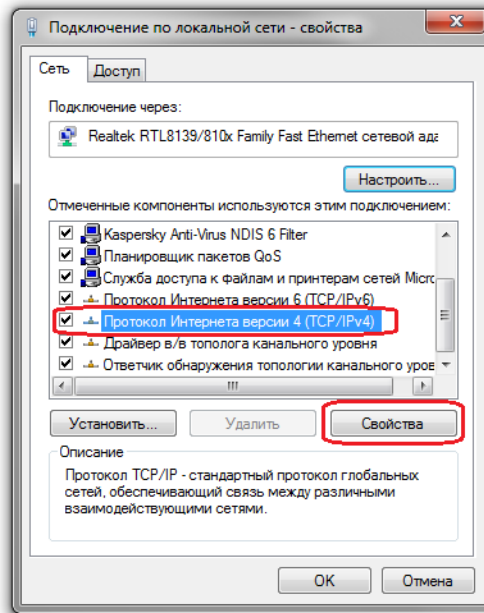 Подключение по локальной сети - свойства
Сеть
Доступ
Подключение через:
Realtek RTL8139/810x Family Fast Ethernet сетевой ада
Настроить...
Отмеченные компоненты используются этим подключением:
Kaspersky Anti-Virus NDIS 6 Filter
Планировщик пакетов QoS
Служба доступа к файлам и принтерам сетей Micro
Протокол Интернета версии 6 (TCP/IPv6)
Протокол Интернета версии 4 (TCP/IPv4)
Драйвер в/в тополога канального уровня
Ответчик обнаружения топологии канального уров
Установить...
Удалить
Свойства
Описание
Протокол TCP/IP - стандартный протокол глобальных
сетей, обеспечивающий связь между различными
взаимодействующими сетями.
OK
Отмена